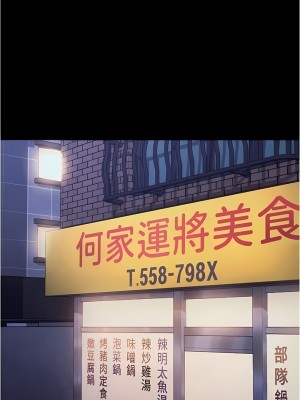 何家運將美食
T.558-798X
部隊鍋
辣明太魚湯
辣炒雞湯
味噌鍋
泡菜鍋
烤豬肉定食
嫩豆腐鍋